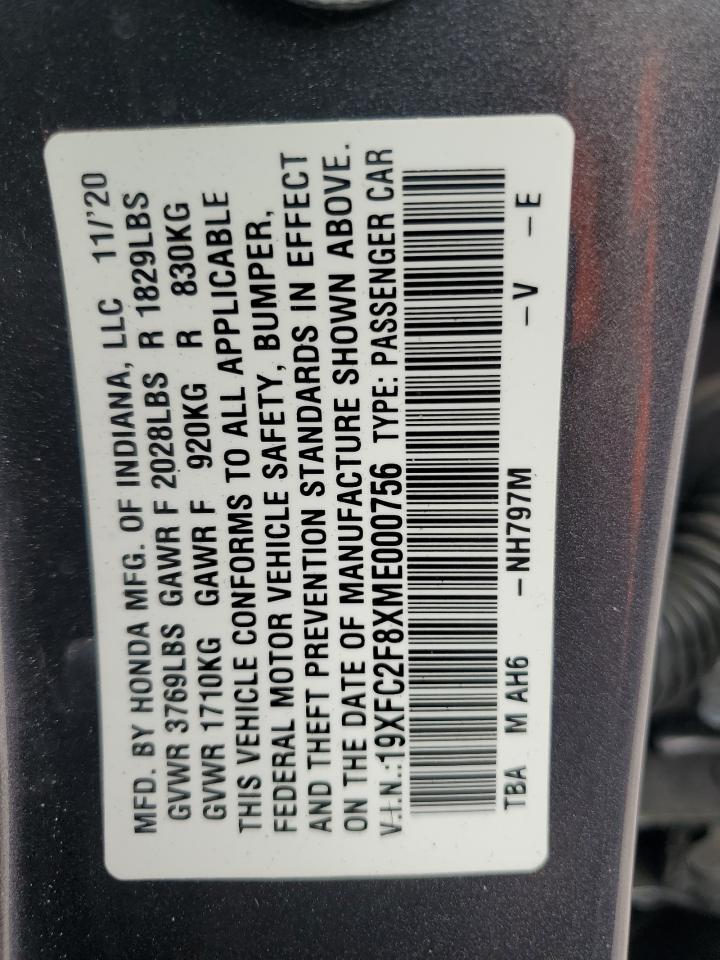 MFD. BY HONDA MFG. OF INDIANA, LLC 11/'20
GVWR 3769LBS GAWR F 2028LBS R 1829LBS
GVWR 1710KG GAWR F 920KG R 830KG
THIS VEHICLE CONFORMS TO ALL APPLICABLE
FEDERAL MOTOR VEHICLE SAFETY, BUMPER,
AND THEFT PREVENTION STANDARDS IN EFFECT
ON THE DATE OF MANUFACTURE SHOWN ABOVE.
V.I.N.:19XFC2F8XME000756 TYPE: PASSENGER CAR
TBA M AH6 -NH797M -V -E